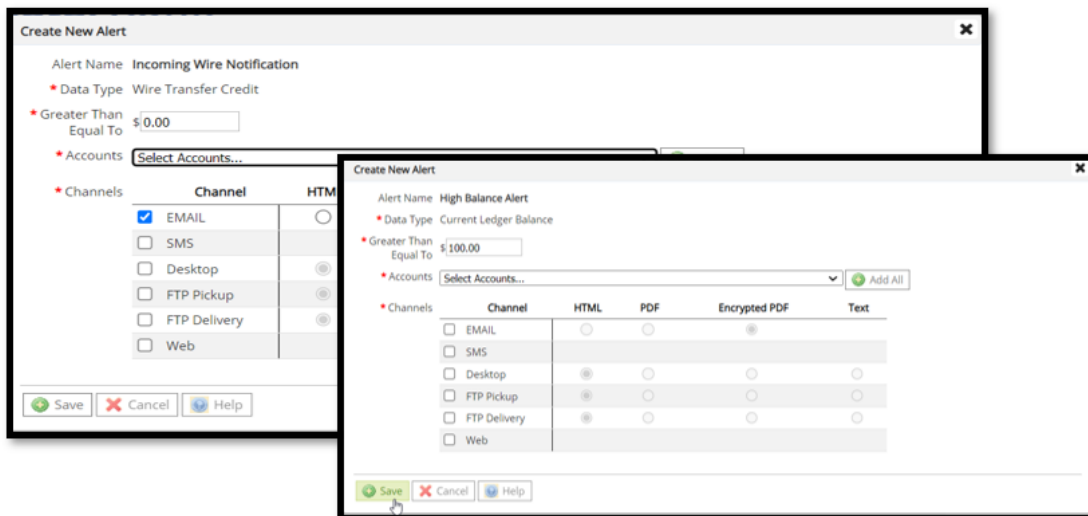 Create New Alert
Alert Name Incoming Wire Notification
* Data Type Wire Transfer Credit
* Greater Than
Equal To $ 0.00
* Accounts Select Accounts...
* Channels Channel
EMAIL
SMS
Desktop
FTP Pickup
FTP Delivery
Web
Save Cancel Help
Create New Alert
Alert Name High Balance Alert
* Data Type Current Ledger Balance
* Greater Than
Equal To $ 100.00
* Accounts Select Accounts... Add All
* Channels Channel HTML PDF Encrypted PDF Text
EMAIL
SMS
Desktop
FTP Pickup
FTP Delivery
Web
Save Cancel Help